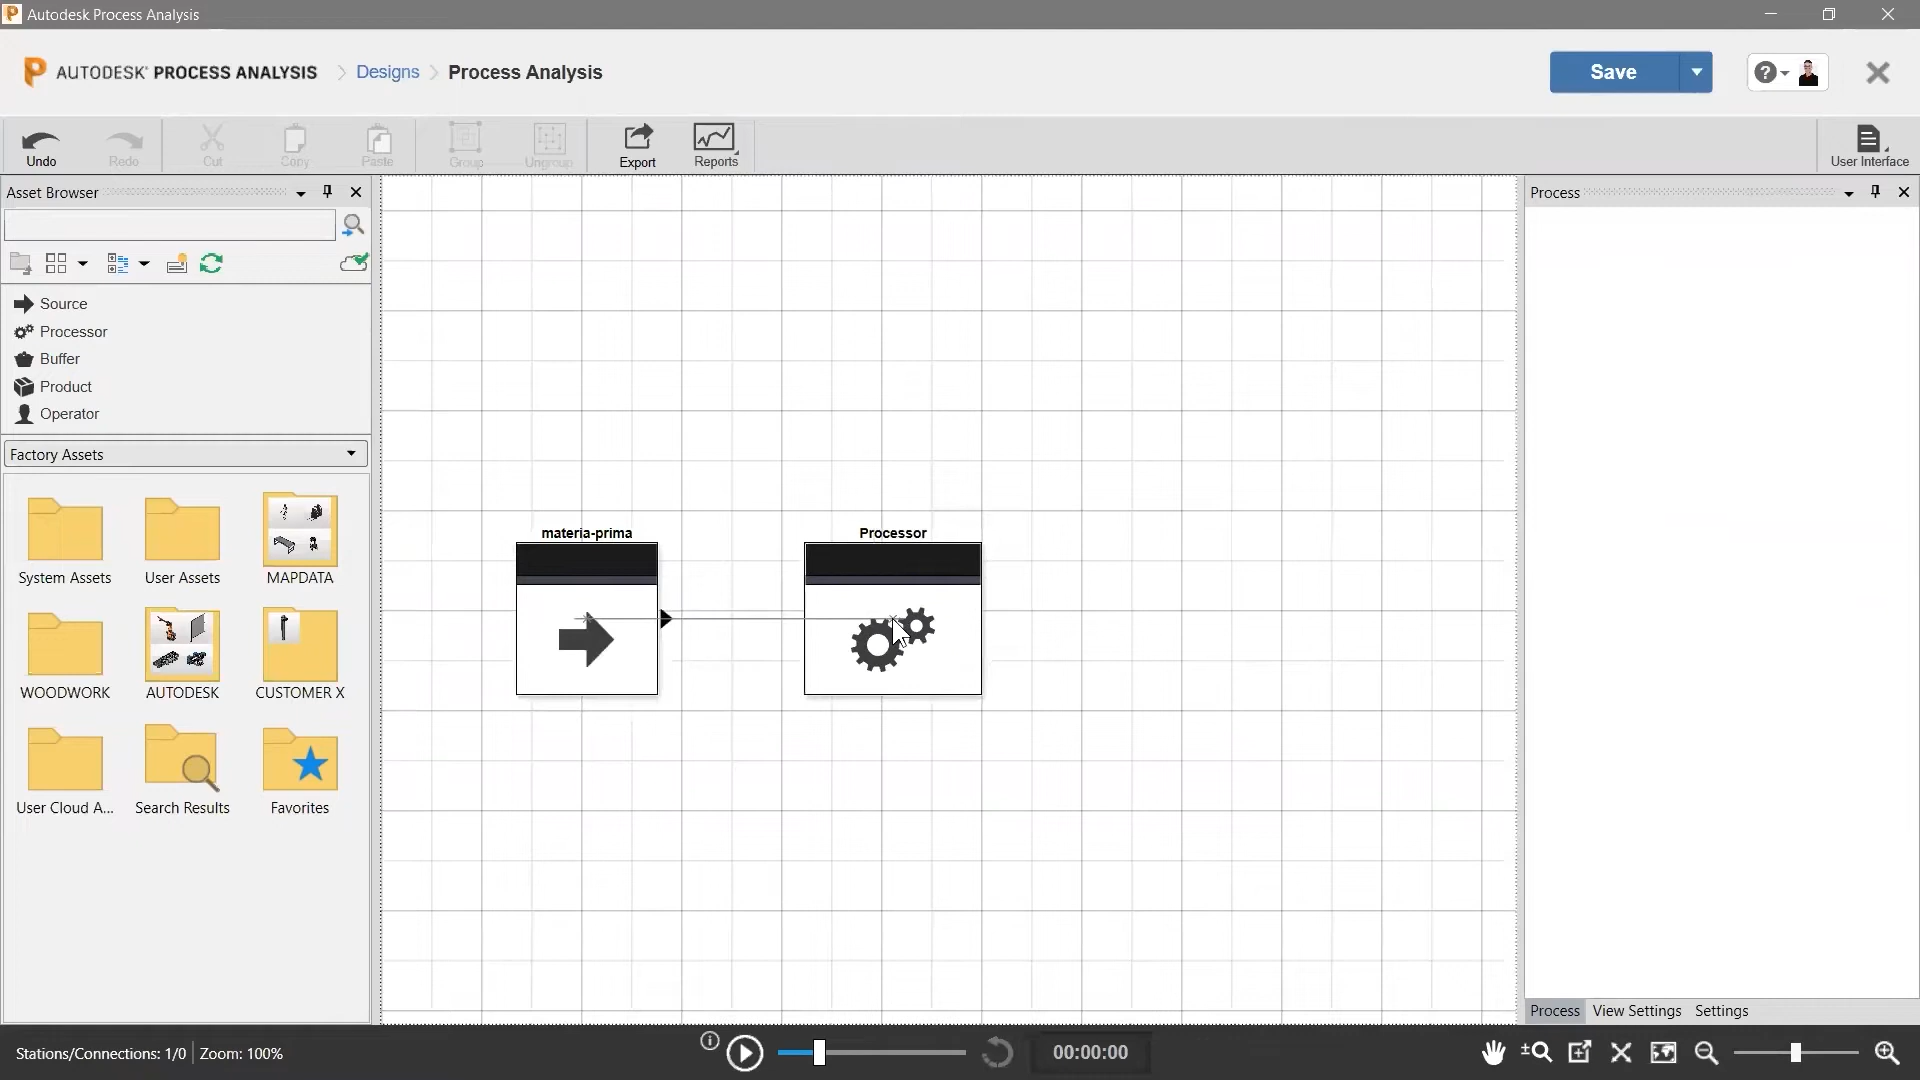 Autodesk Process Analysis
AUTODESK® PROCESS ANALYSIS Designs Process Analysis Save
Undo Redo Cut Copy Paste Group Ungroup Export Reports User Interface
Asset Browser
Source
Processor
Buffer
Product
Operator
Factory Assets
System Assets User Assets MAPDATA
WOODWORK AUTODESK CUSTOMER X
User Cloud A... Search Results Favorites
materia-prima
Processor
Process
Process View Settings Settings
Stations/Connections: 1/0 Zoom: 100%
00:00:00